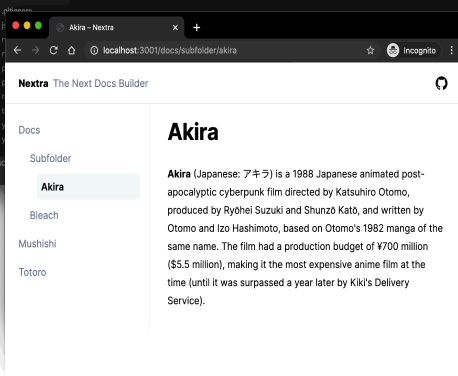 .gitignore
Akira – Nextra
localhost:3001/docs/subfolder/akira
Incognito
Nextra The Next Docs Builder
Docs
Subfolder
Akira
Bleach
Mushishi
Totoro
Akira
Akira (Japanese: アキラ) is a 1988 Japanese animated post-
apocalyptic cyberpunk film directed by Katsuhiro Otomo,
produced by Ryōhei Suzuki and Shunzō Katō, and written by
Otomo and Izo Hashimoto, based on Otomo's 1982 manga of the
same name. The film had a production budget of ¥700 million
($5.5 million), making it the most expensive anime film at the
time (until it was surpassed a year later by Kiki's Delivery
Service).